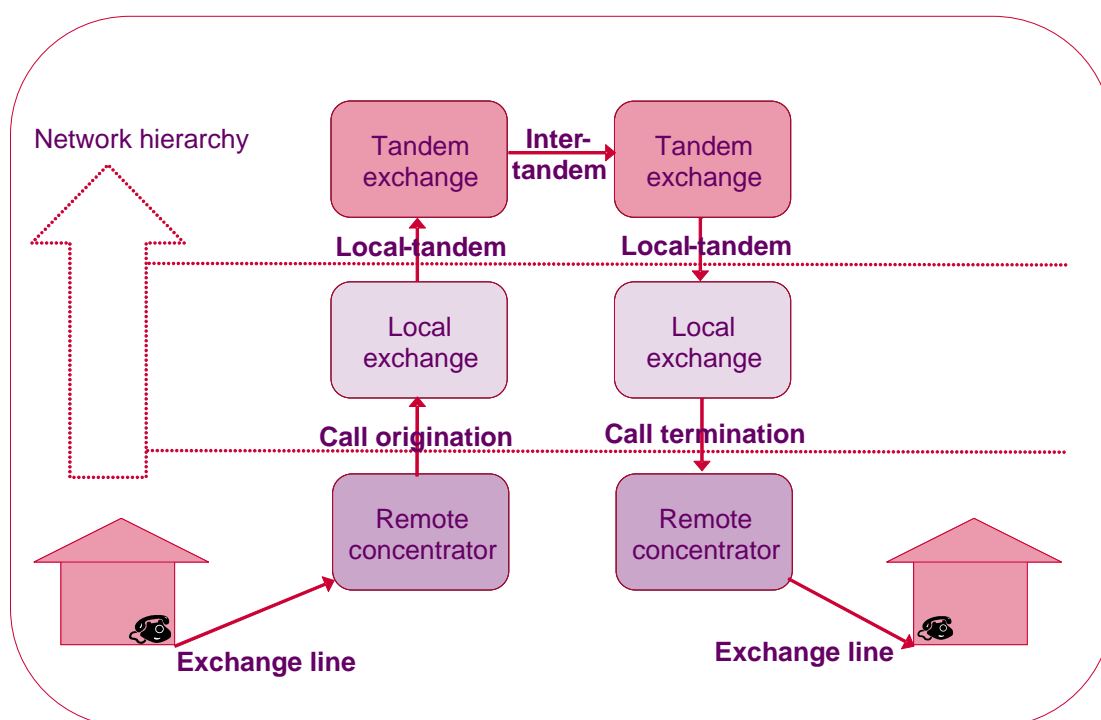 Network hierarchy
Tandem
exchange
Inter-
tandem
Tandem
exchange
Local-tandem
Local-tandem
Local
exchange
Local
exchange
Call origination
Call termination
Remote
concentrator
Remote
concentrator
Exchange line
Exchange line